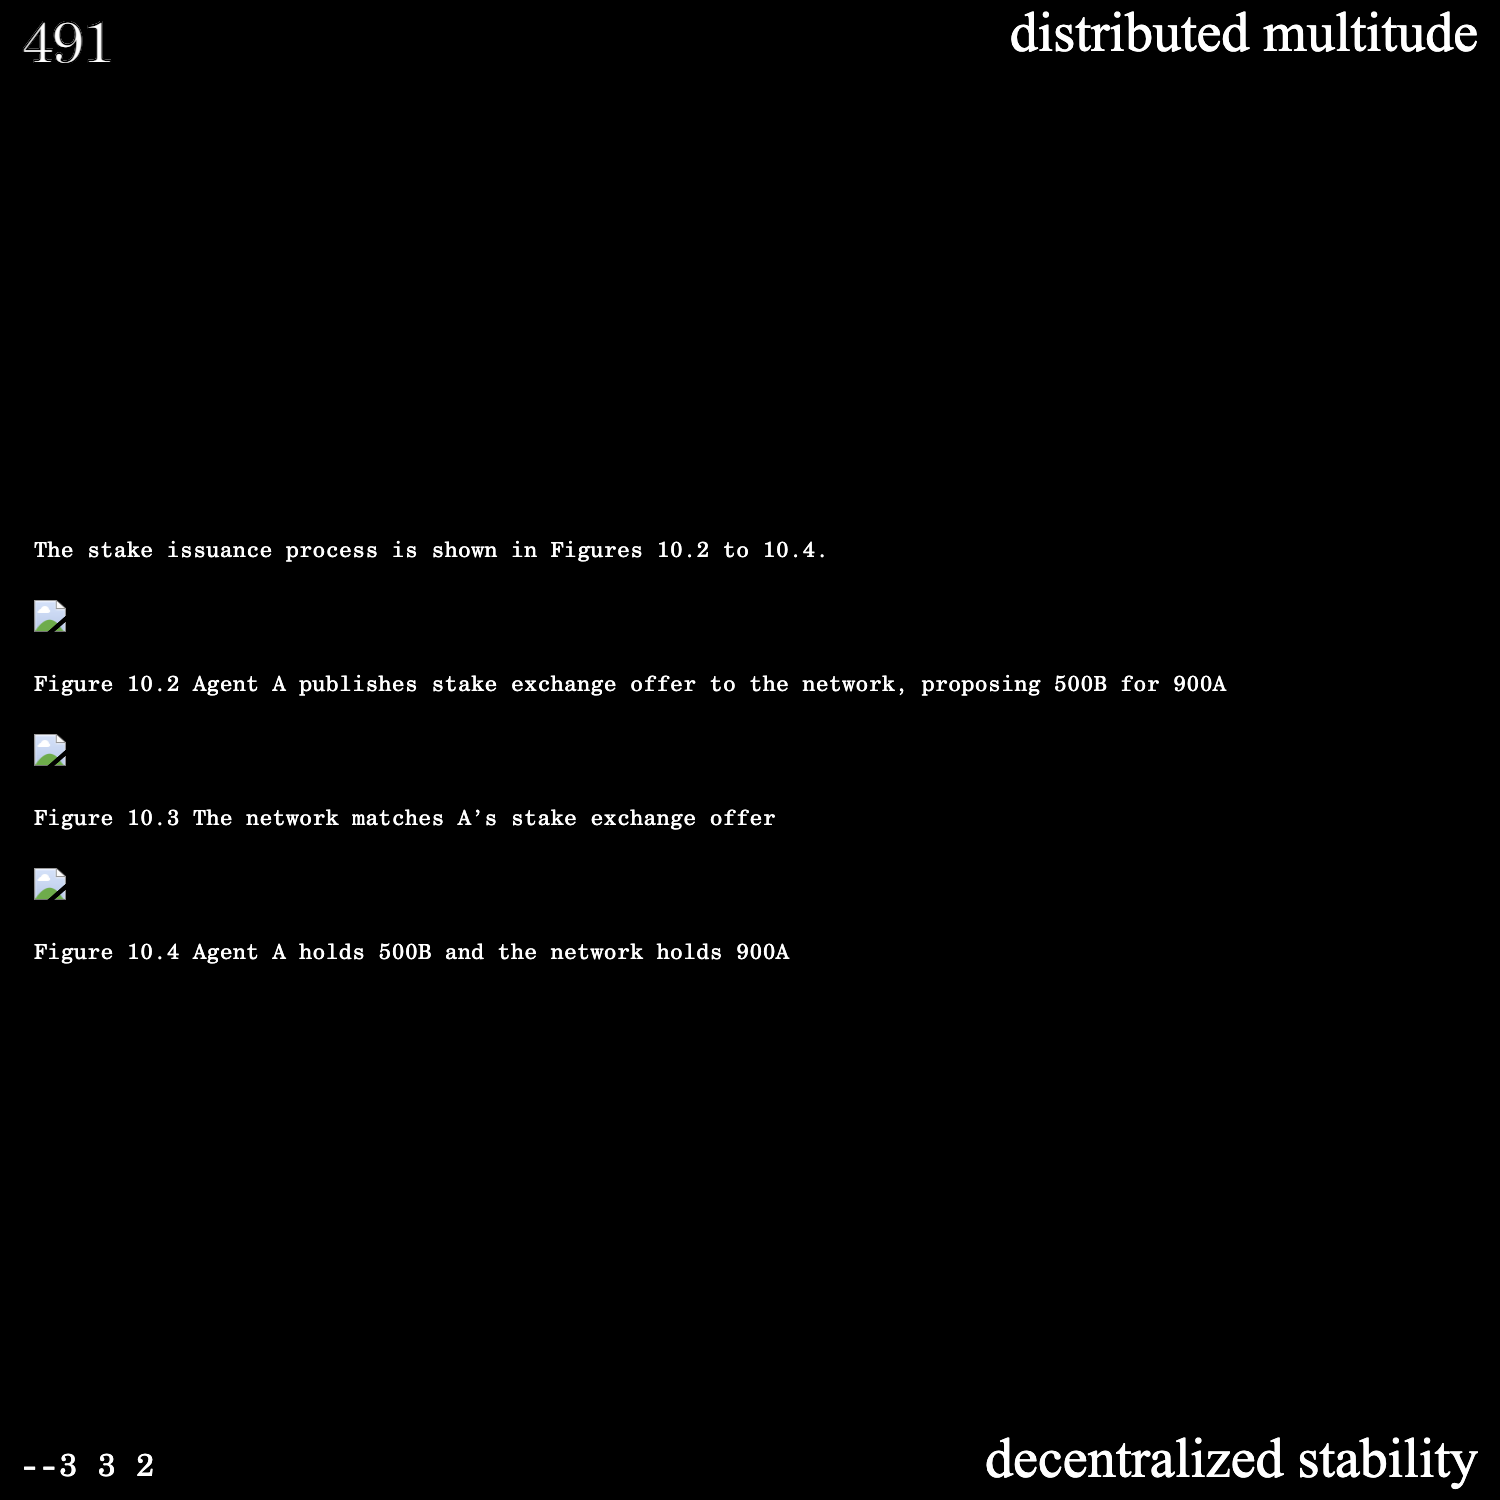 491
distributed multitude
The stake issuance process is shown in Figures 10.2 to 10.4.
Figure 10.2 Agent A publishes stake exchange offer to the network, proposing 500B for 900A
Figure 10.3 The network matches A’s stake exchange offer
Figure 10.4 Agent A holds 500B and the network holds 900A
--3 3 2
decentralized stability